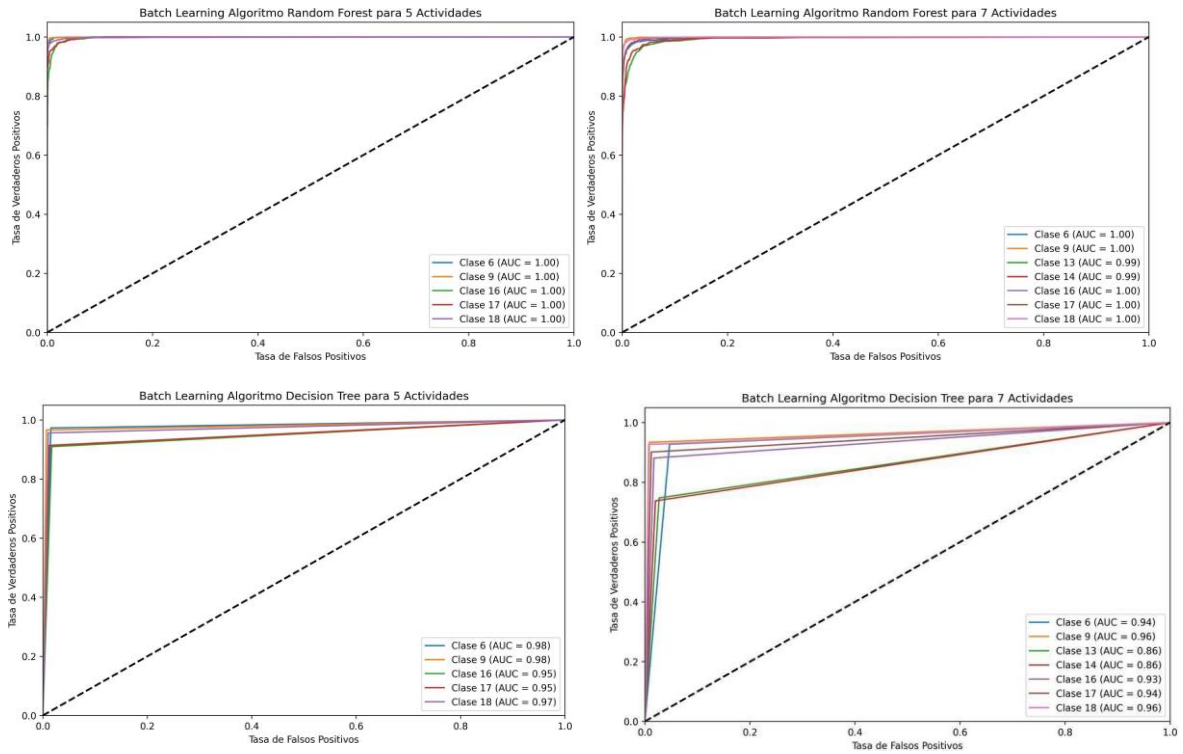 Batch Learning Algoritmo Random Forest para 5 Actividades
1.0
0.8
0.6
0.4
0.2
0.0
Tasa de Verdaderos Positivos
0.0 0.2 0.4 0.6 0.8 1.0
Tasa de Falsos Positivos
Clase 6 (AUC = 1.00)
Clase 9 (AUC = 1.00)
Clase 16 (AUC = 1.00)
Clase 17 (AUC = 1.00)
Clase 18 (AUC = 1.00)
Batch Learning Algoritmo Random Forest para 7 Actividades
1.0
0.8
0.6
0.4
0.2
0.0
Tasa de Verdaderos Positivos
0.0 0.2 0.4 0.6 0.8 1.0
Tasa de Falsos Positivos
Clase 6 (AUC = 1.00)
Clase 9 (AUC = 1.00)
Clase 13 (AUC = 0.99)
Clase 14 (AUC = 0.99)
Clase 16 (AUC = 1.00)
Clase 17 (AUC = 1.00)
Clase 18 (AUC = 1.00)
Batch Learning Algoritmo Decision Tree para 5 Actividades
1.0
0.8
0.6
0.4
0.2
0.0
Tasa de Verdaderos Positivos
0.0 0.2 0.4 0.6 0.8 1.0
Tasa de Falsos Positivos
Clase 6 (AUC = 0.98)
Clase 9 (AUC = 0.98)
Clase 16 (AUC = 0.95)
Clase 17 (AUC = 0.95)
Clase 18 (AUC = 0.97)
Batch Learning Algoritmo Decision Tree para 7 Actividades
1.0
0.8
0.6
0.4
0.2
0.0
Tasa de Verdaderos Positivos
0.0 0.2 0.4 0.6 0.8 1.0
Tasa de Falsos Positivos
Clase 6 (AUC = 0.94)
Clase 9 (AUC = 0.96)
Clase 13 (AUC = 0.86)
Clase 14 (AUC = 0.86)
Clase 16 (AUC = 0.93)
Clase 17 (AUC = 0.94)
Clase 18 (AUC = 0.96)